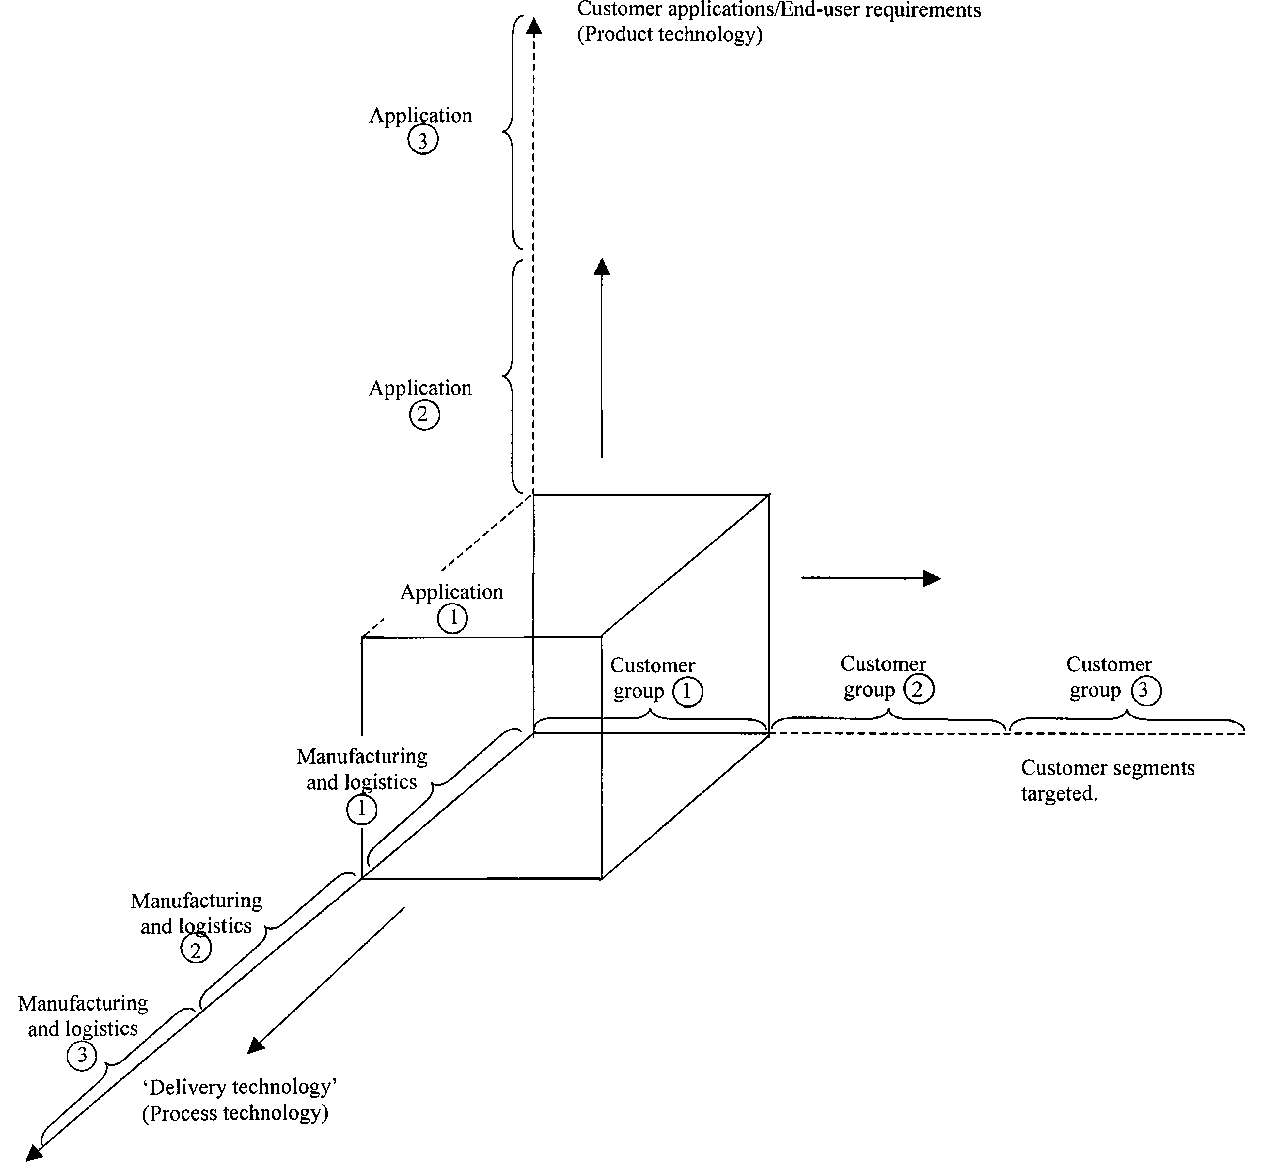 Customer applications/End-user requirements
(Product technology)
Application
3
Application
2
Application
1
Customer
group 1
Customer
group 2
Customer
group 3
Customer segments
targeted.
Manufacturing
and logistics
1
Manufacturing
and logistics
2
Manufacturing
and logistics
3
‘Delivery technology’
(Process technology)